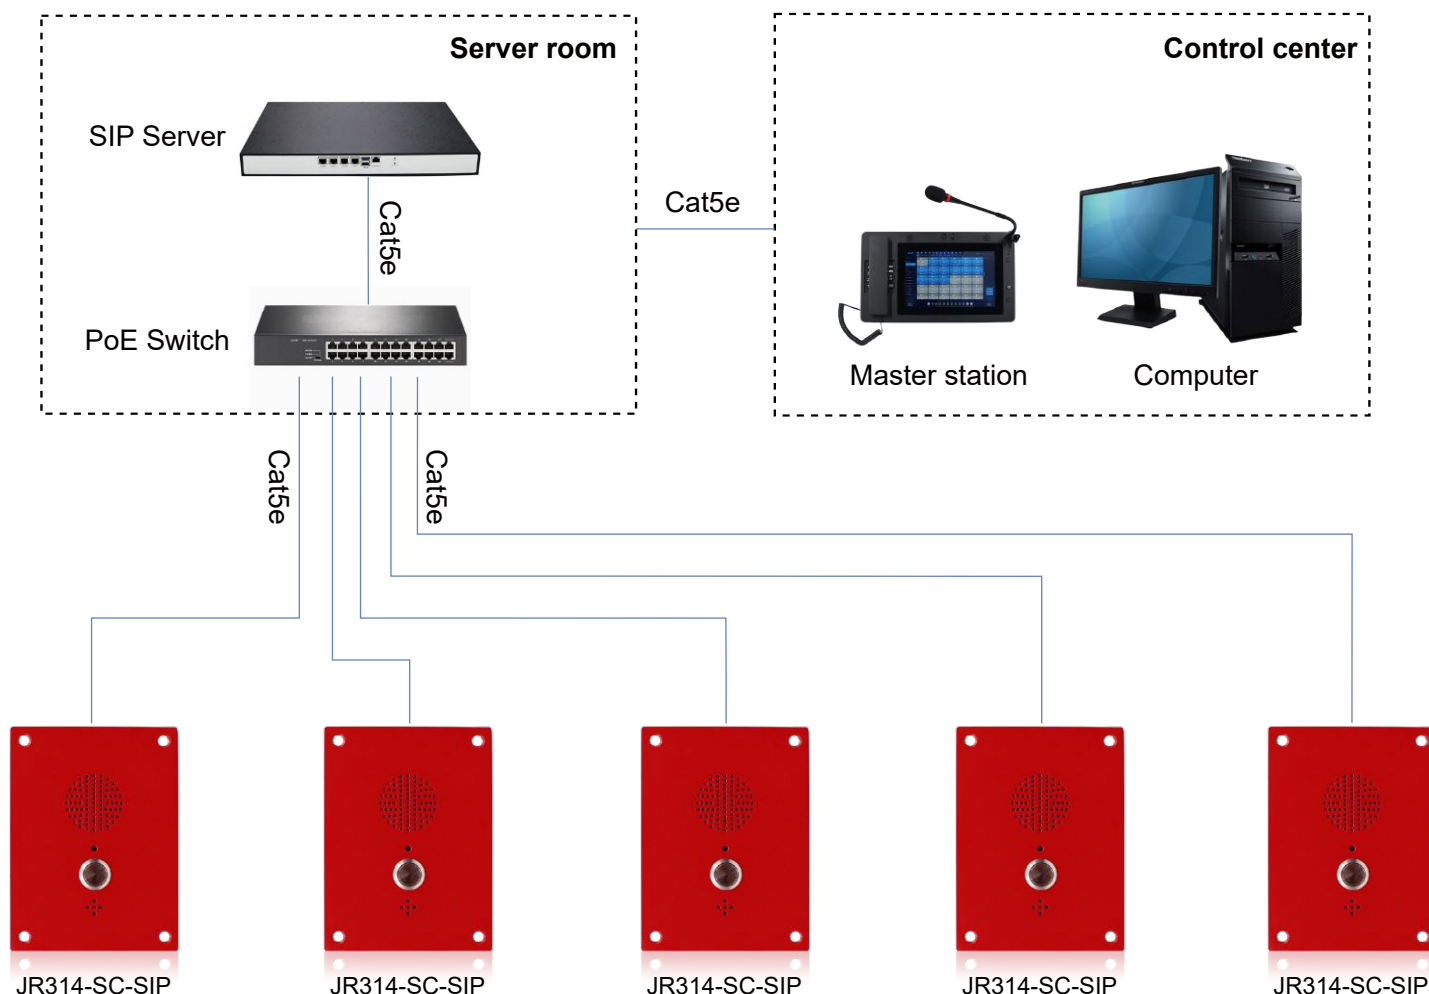 Server room
Control center
SIP Server
Cat5e
Cat5e
PoE Switch
Master station
Computer
Cat5e
Cat5e
JR314-SC-SIP
JR314-SC-SIP
JR314-SC-SIP
JR314-SC-SIP
JR314-SC-SIP